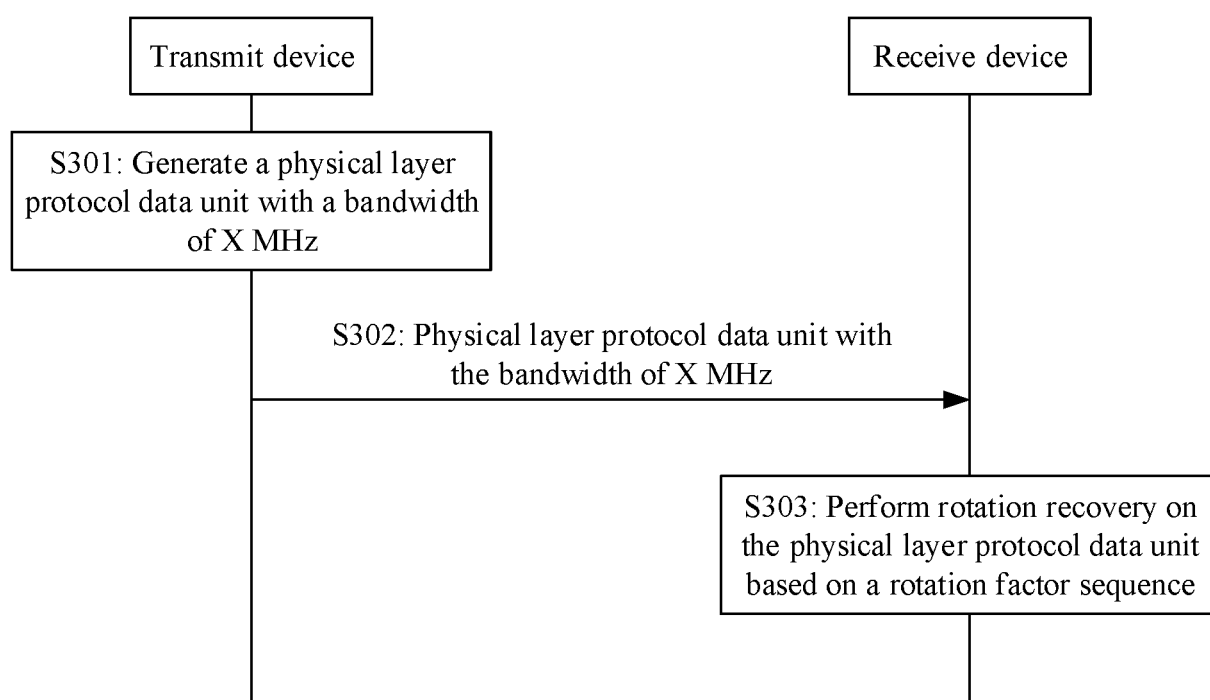 Transmit device
Receive device
S301: Generate a physical layer
protocol data unit with a bandwidth
of X MHz
S302: Physical layer protocol data unit with
the bandwidth of X MHz
S303: Perform rotation recovery on
the physical layer protocol data unit
based on a rotation factor sequence